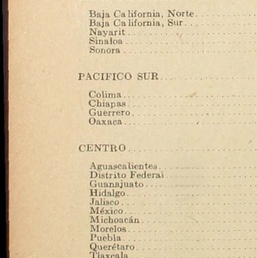 Baja California, Norte
Baja California, Sur
Nayarit
Sinaloa
Sonora
PACIFICO SUR
Colima
Chiapas
Guerrero
Oaxaca
CENTRO
Aguascalientes
Distrito Federal
Guanajuato
Hidalgo
Jalisco
México
Michoacán
Morelos
Puebla
Querétaro
Tlaxcala